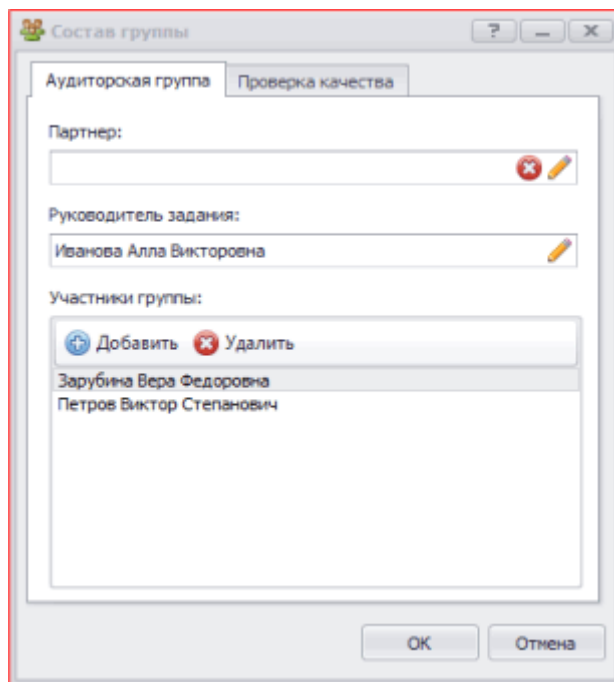 Состав группы
Аудиторская группа Проверка качества
Партнер:
Руководитель задания:
Иванова Алла Викторовна
Участники группы:
Добавить Удалить
Зарубина Вера Федоровна
Петров Виктор Степанович
ОК Отмена